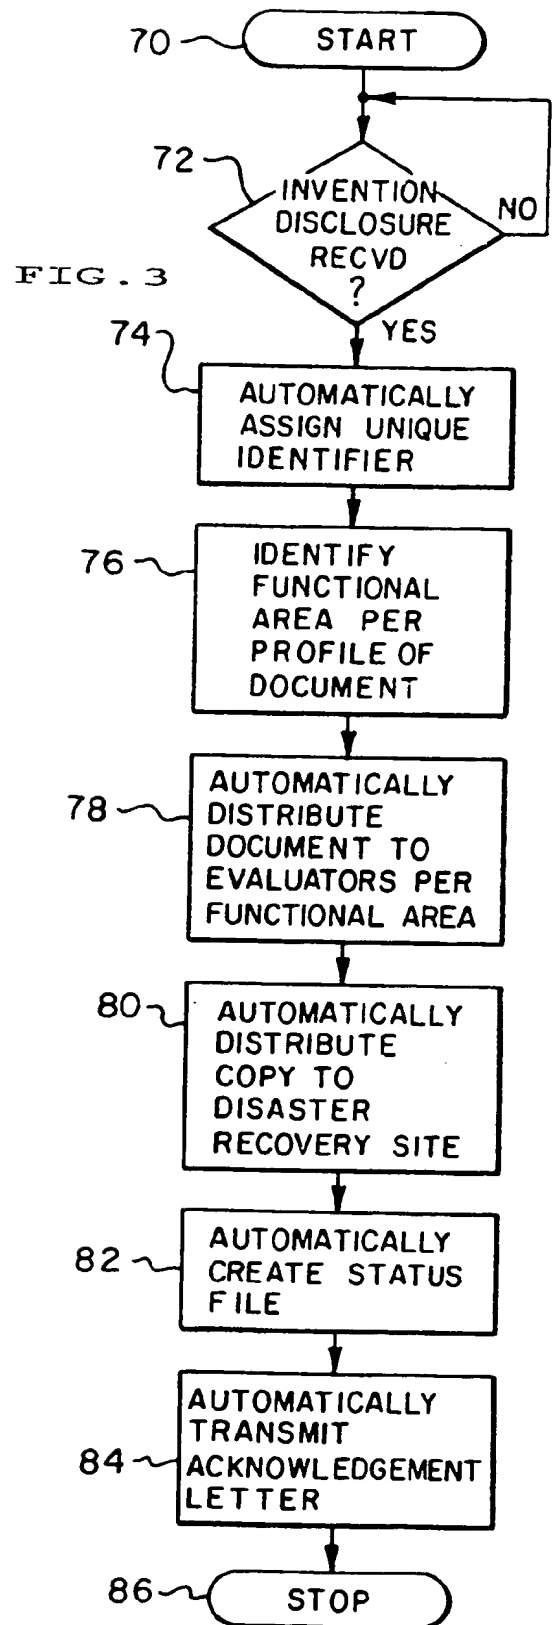 70
START
72
INVENTION
DISCLOSURE
RECVD
?
NO
FIG. 3
YES
74
AUTOMATICALLY
ASSIGN UNIQUE
IDENTIFIER
76
IDENTIFY
FUNCTIONAL
AREA PER
PROFILE OF
DOCUMENT
78
AUTOMATICALLY
DISTRIBUTE
DOCUMENT TO
EVALUATORS PER
FUNCTIONAL AREA
80
AUTOMATICALLY
DISTRIBUTE
COPY TO
DISASTER
RECOVERY SITE
82
AUTOMATICALLY
CREATE STATUS
FILE
84
AUTOMATICALLY
TRANSMIT
ACKNOWLEDGEMENT
LETTER
86
STOP